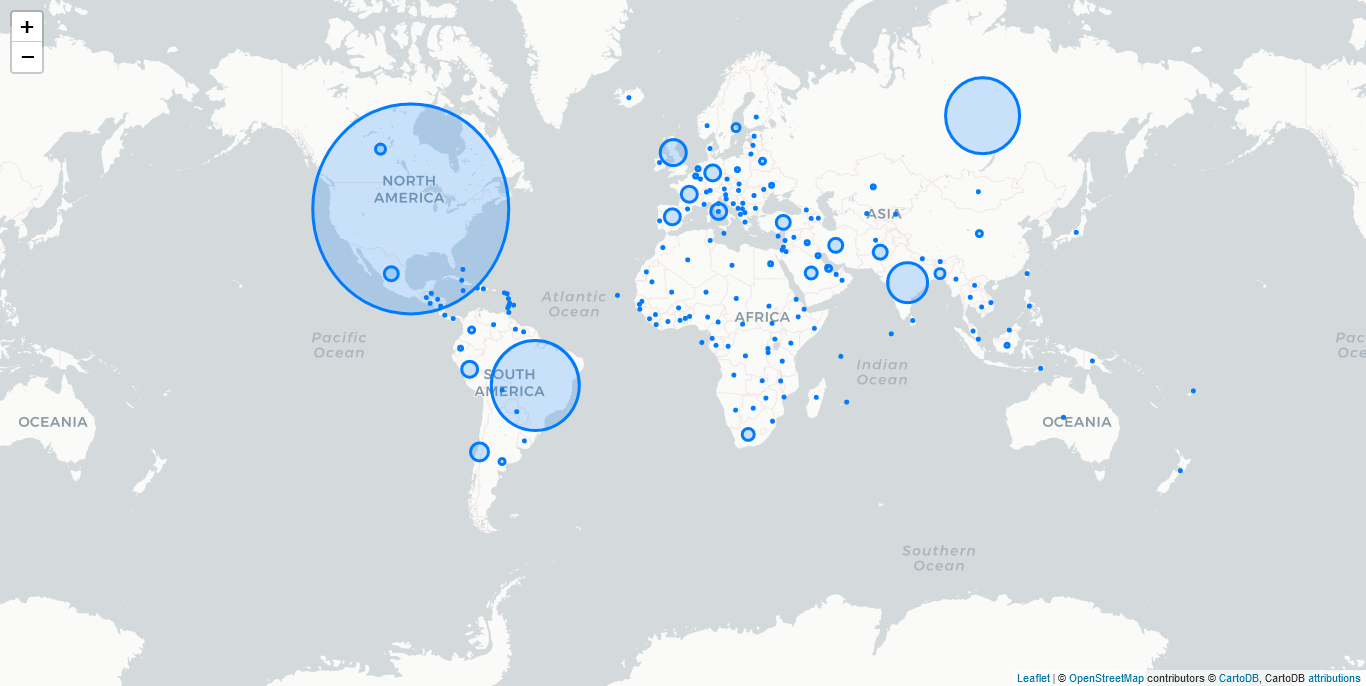 +
−
NORTH
AMERICA
ASIA
Atlantic
Ocean
AFRICA
Pacific
Ocean
Pac
Oce
Indian
Ocean
SOUTH
AMERICA
OCEANIA
OCEANIA
Southern
Ocean
Leaflet | © OpenStreetMap contributors © CartoDB, CartoDB attributions